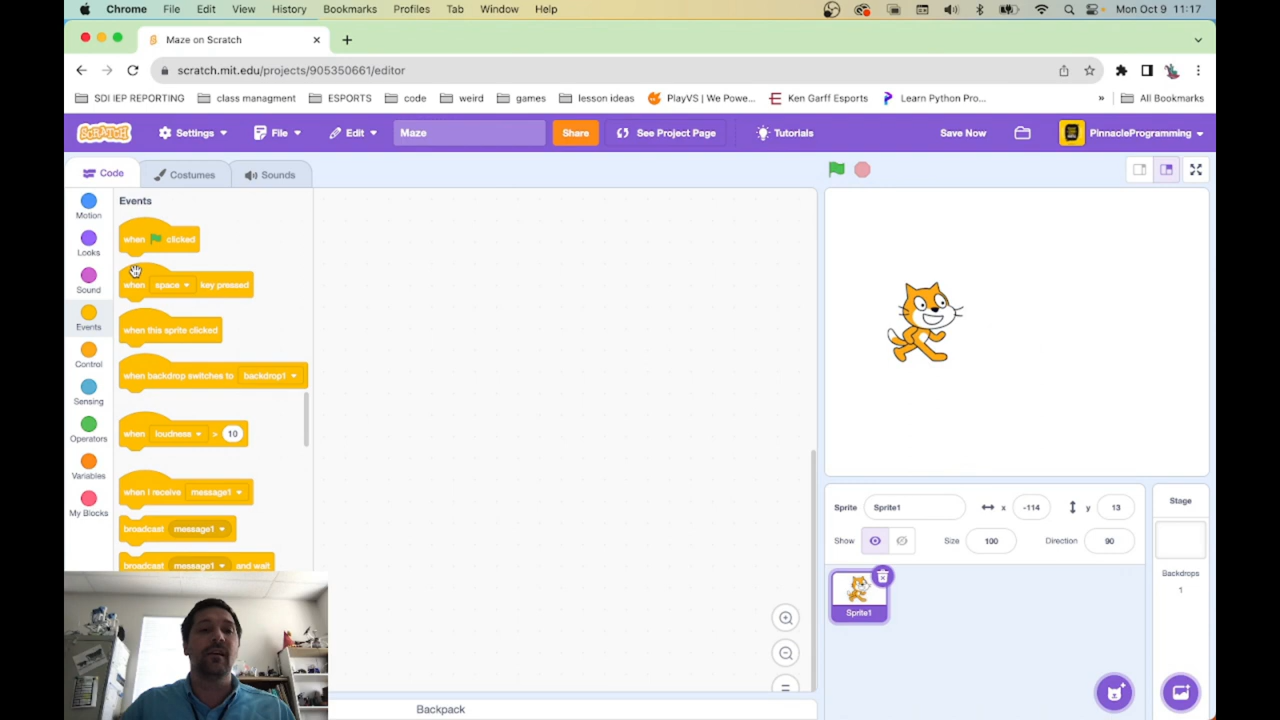 Chrome File Edit View History Bookmarks Profiles Tab Window Help Mon Oct 9 11:17
Maze on Scratch
scratch.mit.edu/projects/905350661/editor
SDI IEP REPORTING class managment ESPORTS code weird games lesson ideas PlayVS | We Powe... Ken Garff Esports Learn Python Pro... » All Bookmarks
SCRATCH Settings File Edit Maze Share See Project Page Tutorials Save Now PinnacleProgramming
Code Costumes Sounds
Motion
Looks
Sound
Events
Control
Sensing
Operators
Variables
My Blocks
Events
when clicked
when space key pressed
when this sprite clicked
when backdrop switches to backdrop1
when loudness > 10
when I receive message1
broadcast message1
broadcast message1 and wait
Sprite Sprite1 x -114 y 13
Show Size 100 Direction 90
Sprite1
Stage
Backdrops
1
Backpack